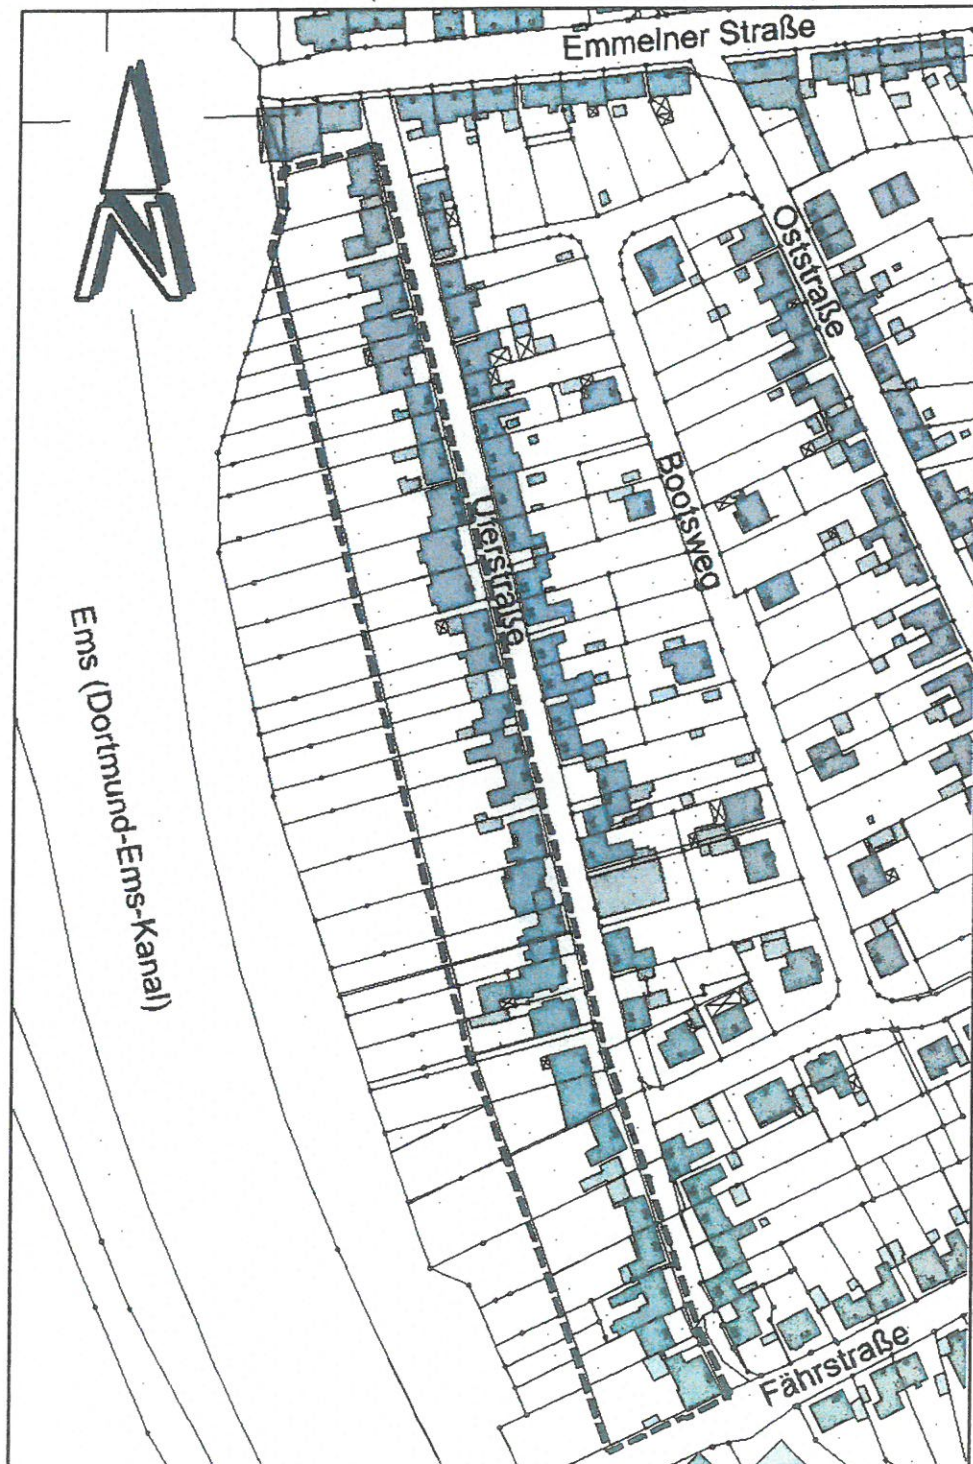 Emmelner Straße
Oststraße
Bootsweg
Uferstraße
Ems (Dortmund-Ems-Kanal)
Fährstraße
N